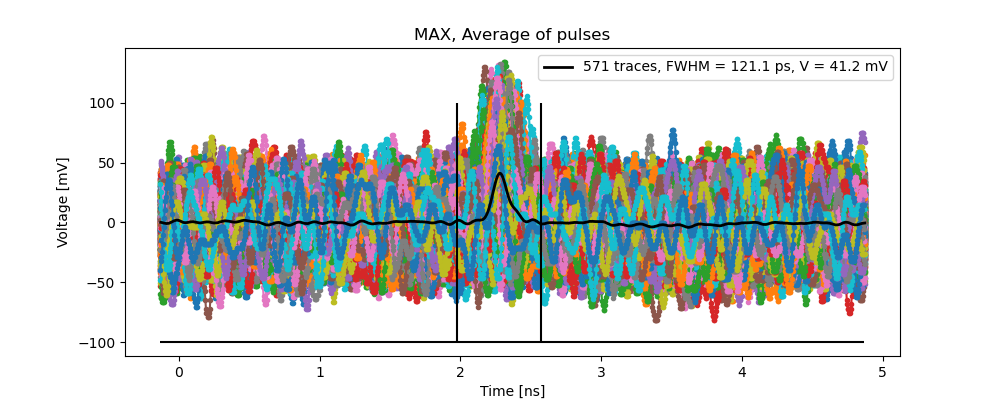 MAX, Average of pulses
571 traces, FWHM = 121.1 ps, V = 41.2 mV
Voltage [mV]
100
50
0
−50
−100
0 1 2 3 4 5
Time [ns]